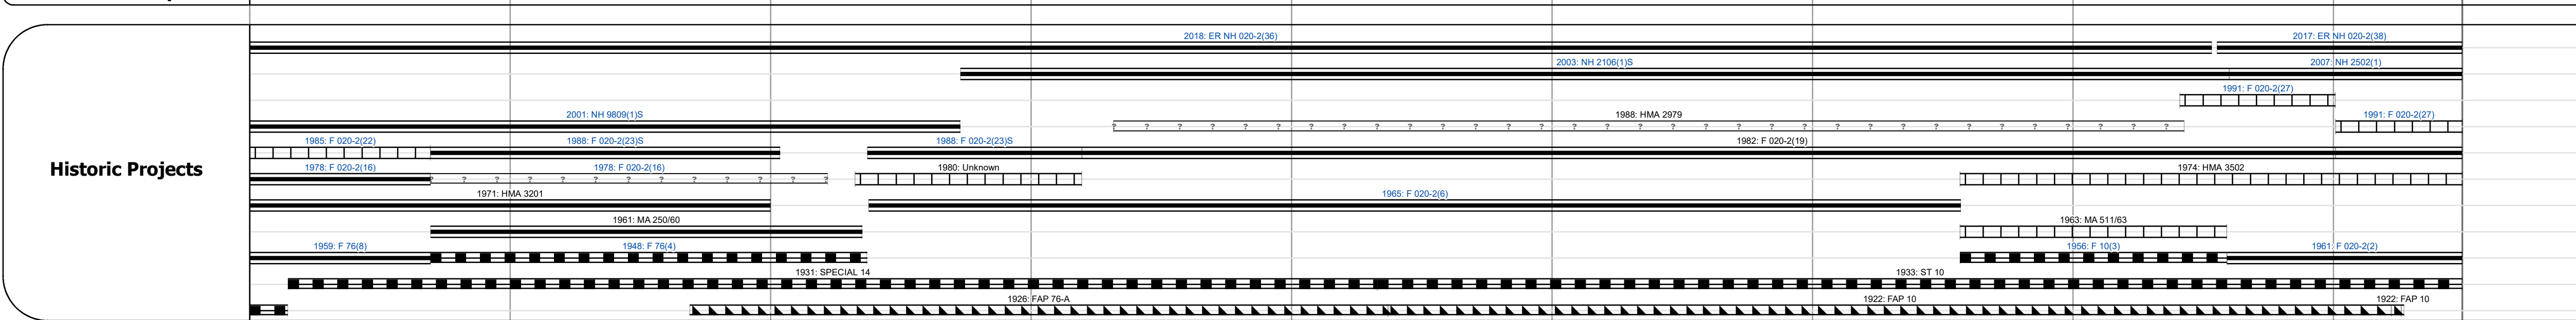 Historic Projects
2018: ER NH 020-2(36)
2017: ER NH 020-2(38)
2003: NH 2106(1)S
2007: NH 2502(1)
1991: F 020-2(27)
2001: NH 9809(1)S
1988: HMA 2979
1991: F 020-2(27)
1985: F 020-2(22)
1988: F 020-2(23)S
1988: F 020-2(23)S
1982: F 020-2(19)
1978: F 020-2(16)
1978: F 020-2(16)
1980: Unknown
1974: HMA 3502
1971: HMA 3201
1965: F 020-2(6)
1961: MA 250/60
1963: MA 511/63
1959: F 76(8)
1948: F 76(4)
1956: F 10(3)
1961: F 020-2(2)
1931: SPECIAL 14
1933: ST 10
1926: FAP 76-A
1922: FAP 10
1922: FAP 10